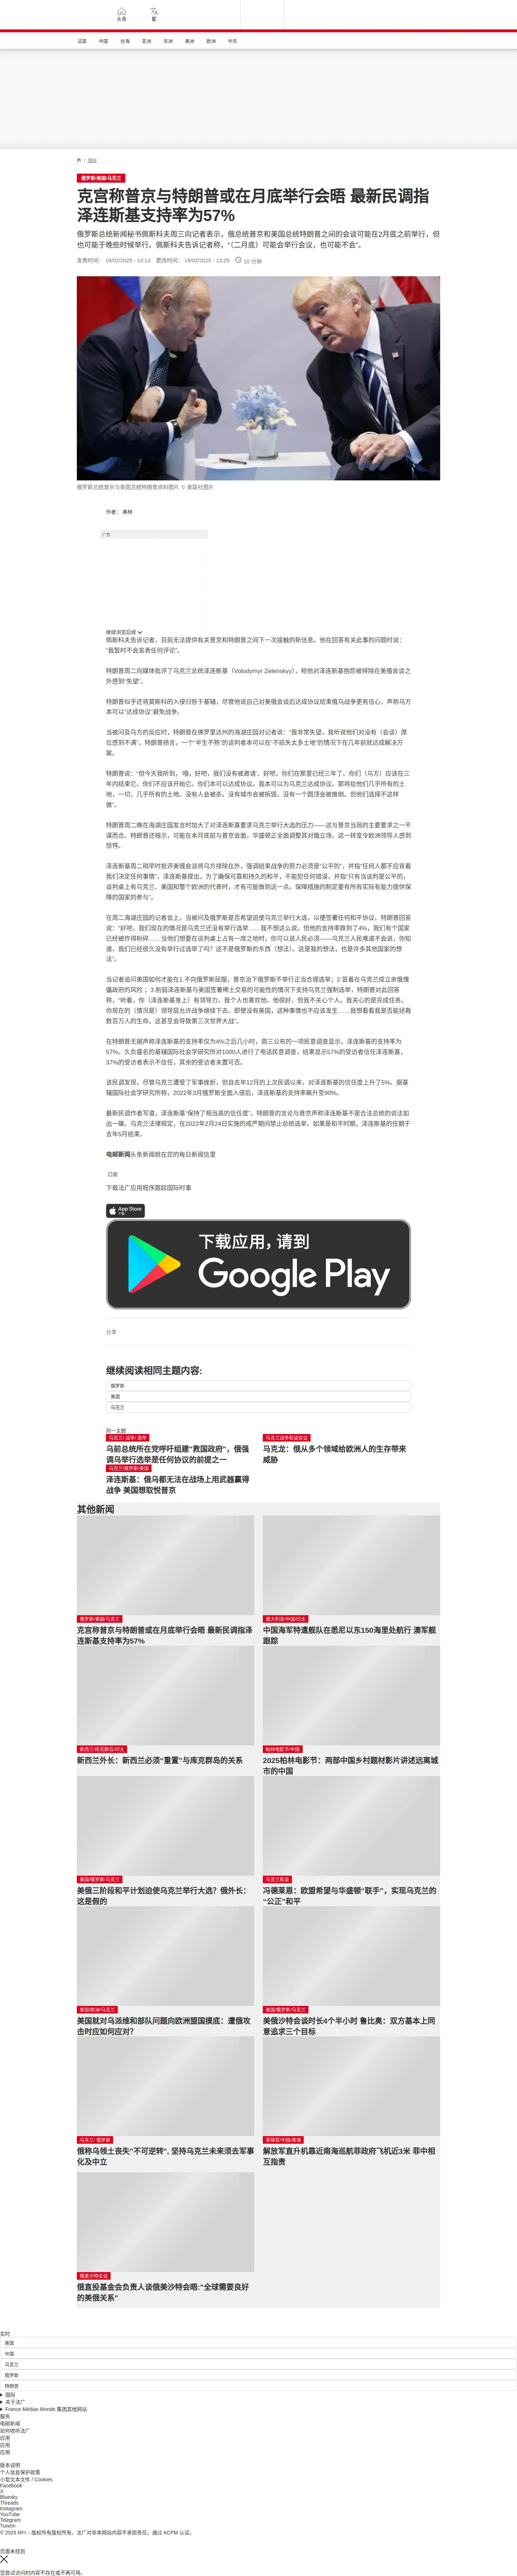 头条
繁
法国
中国
台海
亚洲
非洲
美洲
欧洲
中东
/ 国际
俄罗斯/美国/乌克兰
克宫称普京与特朗普或在月底举行会晤 最新民调指
泽连斯基支持率为57%
俄罗斯总统新闻秘书佩斯科夫周三向记者表示，俄总统普京和美国总统特朗普之间的会谈可能在2月底之前举行，但
也可能于晚些时候举行。佩斯科夫告诉记者称，“（二月底）可能会举行会议，也可能不会”。
发表时间： 19/02/2025 - 13:13 更改时间： 19/02/2025 - 13:29 10 分钟
俄罗斯总统普京与美国总统特朗普资料图片 © 美联社图片
作者： 弗林
广告
继续浏览后续
佩斯科夫告诉记者，目前无法提供有关普京和特朗普之间下一次接触的新信息。他在回答有关此事的问题时说：
“我暂时不会发表任何评论”。
特朗普周二向媒体批评了乌克兰总统泽连斯基（Volodymyr Zelenskyy），称他对泽连斯基抱怨被排除在美俄会谈之
外感到“失望”。
特朗普似乎还将莫斯科的入侵归咎于基辅，尽管他说自己对美俄会谈后达成协议结束俄乌战争更有信心，声称乌方
本可以“达成协议”避免战争。
当被问及乌方的反应时，特朗普在佛罗里达州的海湖庄园对记者说：“我非常失望，我听说他们对没有（会谈）席
位感到不满”。特朗普扬言，一个“半生不熟”的谈判者本可以在“不损失太多土地”的情况下在几年前就达成解决方
案。
特朗普说：“但今天我听到，‘哦，好吧，我们没有被邀请’。好吧，你们在那里已经三年了。你们（乌方）应该在三
年内结束它。你们不应该开始它。你们本可以达成协议。我本可以为乌克兰达成协议。那将给他们几乎所有的土
地，一切，几乎所有的土地。没有人会被杀，没有城市会被拆毁，没有一个圆顶会被推倒。但他们选择不这样
做”。
特朗普周二晚在海湖庄园发言时加大了对泽连斯基要求乌克兰举行大选的压力——这与普京当局的主要要求之一不
谋而合。特朗普还暗示，可能在本月底前与普京会面，华盛顿正全面调整其对俄立场，这一转变令欧洲领导人感到
惊愕。
泽连斯基周二稍早时批评美俄会谈将乌方排除在外，强调结束战争的努力必须是“公平的”，并指“任何人都不应背着
我们决定任何事情”。泽连斯基提出，为了确保可靠和持久的和平，不能犯任何错误，并指“只有当谈判是公平的，
谈判桌上有乌克兰、美国和整个欧洲的代表时，才有可能做到这一点。保障措施的制定要有所有实际有能力提供保
障的国家的参与”。
在周二海湖庄园的记者会上，当被问及俄罗斯是否希望迫使乌克兰举行大选，以便签署任何和平协议。特朗普回答
说：“好吧，我们现在的情况是乌克兰还没有举行选举……我不想这么说，但他的支持率跌到了4%，我们有个国家
已经被炸得粉碎……当他们想要在谈判桌上占有一席之地时，你可以说人民必须——乌克兰人民难道不会说，你知
道，我们已经很久没有举行过选举了吗？这不是俄罗斯的东西（想法）。这是我的想法，也是许多其他国家的想
法”。
当记者追问美国如何才能在1.不向俄罗斯屈服，普京治下俄罗斯不举行正当合理选举；2.冒着在乌克兰成立亲俄傀
儡政府的风险 ；3.削弱泽连斯基与美国签署稀土交易的可能性的情况下支持乌克兰强制选举，特朗普对此回答
称，“听着，你（泽连斯基身上）有领导力，我个人也喜欢他。他很好，但我不关心个人。我关心的是完成任务。
你现在的（情况是）领导层允许战争继续下去。即使没有美国，这种事情也不应该发生……我想看看我是否能拯救
数百万人的生命，这甚至会导致第三次世界大战”。
在特朗普无据声称泽连斯基的支持率仅为4%之后几小时，周三公布的一项民意调查显示，泽连斯基的支持率为
57%。久负盛名的基辅国际社会学研究所对1000人进行了电话民意调查，结果显示57%的受访者信任泽连斯基，
37%的受访者表示不信任，其余的受访者未置可否。
该民调发现，尽管乌克兰遭受了军事挫折，但自去年12月的上次民调以来，对泽连斯基的信任度上升了5%。据基
辅国际社会学研究所称，2022年3月俄罗斯全面入侵后，泽连斯基的支持率飙升至90%。
最新民调作者写道，泽连斯基“保持了相当高的信任度”。特朗普的言论与普京声称泽连斯基不是合法总统的说法如
出一辙。乌克兰法律规定，在2022年2月24日实施的戒严期间禁止总统选举。如果是和平时期，泽连斯基的任期于
去年5月结束。
电邮新闻头条新闻就在您的每日新闻信里
订阅
下载法广应用程序跟踪国际时事
App Store
下载
下载应用，请到
Google Play
分享 :
继续阅读相同主题内容:
俄罗斯
美国
乌克兰
同一主题
乌克兰/ 战争/ 选举
乌前总统所在党呼吁组建"救国政府"，俄强
调乌举行选举是任何协议的前提之一
乌克兰战争和谈会议
马克龙：俄从多个领域给欧洲人的生存带来
威胁
乌克兰/俄罗斯/美国
泽连斯基：俄乌都无法在战场上用武器赢得
战争 美国想取悦普京
其他新闻
俄罗斯/美国/乌克兰
克宫称普京与特朗普或在月底举行会晤 最新民调指泽
连斯基支持率为57%
澳大利亚/中国/印太
中国海军特遣舰队在悉尼以东150海里处航行 澳军舰
跟踪
新西兰/库克群岛/印太
新西兰外长：新西兰必须“重置”与库克群岛的关系
柏林电影节/中国
2025柏林电影节：两部中国乡村题材影片讲述远离城
市的中国
美国/俄罗斯/乌克兰
美俄三阶段和平计划迫使乌克兰举行大选？俄外长：
这是假的
乌克兰和谈
冯德莱恩：欧盟希望与华盛顿"联手"，实现乌克兰的
“公正”和平
美国/欧洲/乌克兰
美国就对乌派维和部队问题向欧洲盟国摸底：遭俄攻
击时应如何应对？
美国/俄罗斯/乌克兰
美俄沙特会谈时长4个半小时 鲁比奥：双方基本上同
意追求三个目标
乌克兰/ 俄罗斯
俄称乌领土丧失"不可逆转", 坚持乌克兰未来须去军事
化及中立
菲律宾/中国/南海
解放军直升机靠近南海巡航菲政府飞机近3米 菲中相
互指责
俄美沙特会谈
俄直投基金会负责人谈俄美沙特会晤:"全球需要良好
的美俄关系"
实时
美国
中国
乌克兰
俄罗斯
特朗普
国际
关于法广
France Médias Monde 集团其他网站
服务
电邮新闻
如何收听法广
应用
应用
应用
版本说明
个人信息保护政策
小型文本文件 / Cookies
Facebook
X
Bluesky
Threads
Instagram
YouTube
Telegram
TuneIn
© 2025 RFI – 版权所有版权所有。法广对非本网站内容不承担责任。通过 ACPM 认证。
页面未找到
您尝试访问的内容不存在或不再可用。